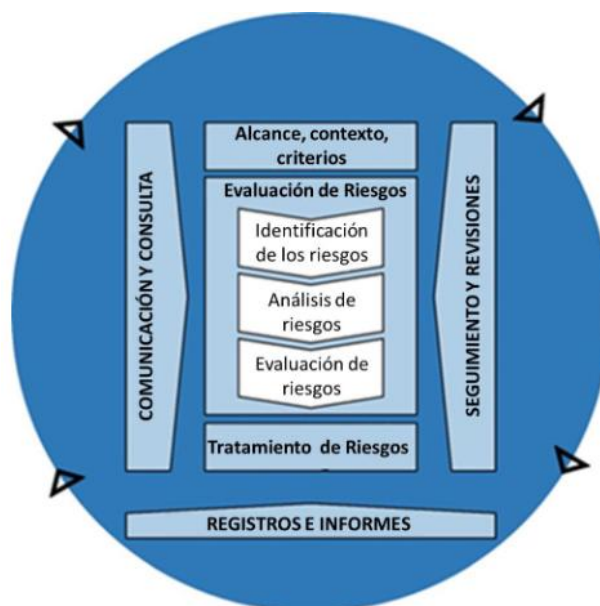 Alcance, contexto,
criterios
COMUNICACIÓN Y CONSULTA
Evaluación de Riesgos
Identificación
de los riesgos
Análisis de
riesgos
Evaluación de
riesgos
SEGUIMIENTO Y REVISIONES
Tratamiento de Riesgos
REGISTROS E INFORMES